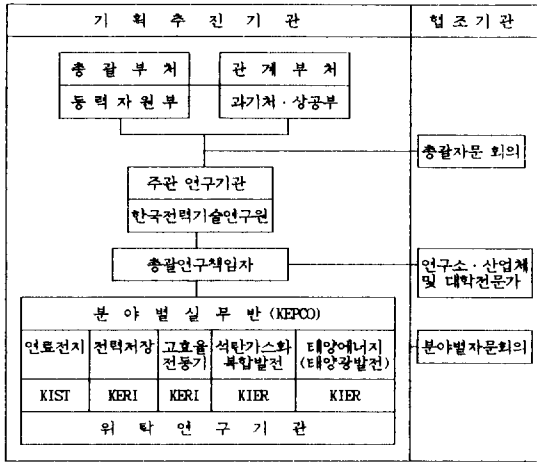 기 획 추 진 기 관
협 조 기 관
총 괄 부 처
관 계 부 처
동 력 자 원 부
과기처 · 상공부
총괄자문 회의
주관 연구기관
한국전력기술연구원
총괄연구책임자
연구소 · 산업체
및 대학전문가
분 야 별 실 무 반 (KEPCO)
연료전지
전력저장
고효율
전동기
석탄가스화
복합발전
태양에너지
(태양광발전)
분야별자문회의
KIST
KERI
KERI
KIER
KIER
위 탁 연 구 기 관